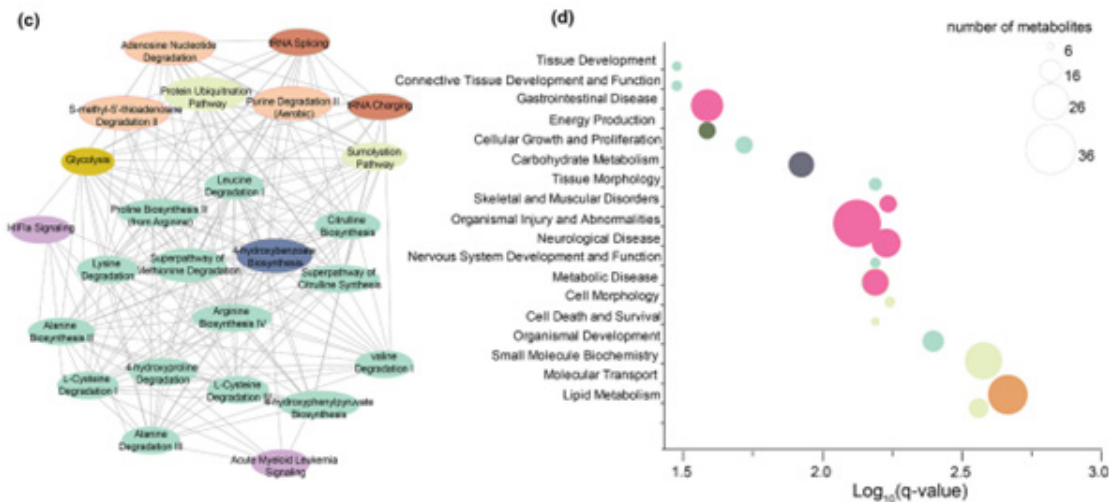 (c)
Adenosine Nucleotide
Degradation
tRNA Splicing
Protein Ubiquitnation
Pathway
Purine Degradation II
(Aerobic)
S-methyl-5'-thioadenosine
Degradation II
tRNA Charging
Glycolysis
Sumolyation
Pathway
Leucine
Degradation I
Proline Biosynthesis II
(from Arginine)
Citrulline
Biosynthesis
HIFIa Signaling
4-hydroxybenzoate
Biosynthesis
Lysine
Degradation
Superpathway of
Methionine Degradation
Superpathway of
Citrulline Synthesis
Arginine
Biosynthesis IV
Alanine
Biosynthesis II
valine
Degradation I
4-hydroxyproline
Degradation
L-Cysteine
Degradation I
L-Cysteine
Degradation
4-hydroxyphenylpyruvate
Biosynthesis
Alanine
Degradation III
Acute Myeloid Leukemia
Signaling
(d)
number of metabolites
6
16
26
36
Tissue Development
Connective Tissue Development and Function
Gastrointestinal Disease
Energy Production
Cellular Growth and Proliferation
Carbohydrate Metabolism
Tissue Morphology
Skeletal and Muscular Disorders
Organismal Injury and Abnormalities
Neurological Disease
Nervous System Development and Function
Metabolic Disease
Cell Morphology
Cell Death and Survival
Organismal Development
Small Molecule Biochemistry
Molecular Transport
Lipid Metabolism
1.5 2.0 2.5 3.0
Log10(q-value)